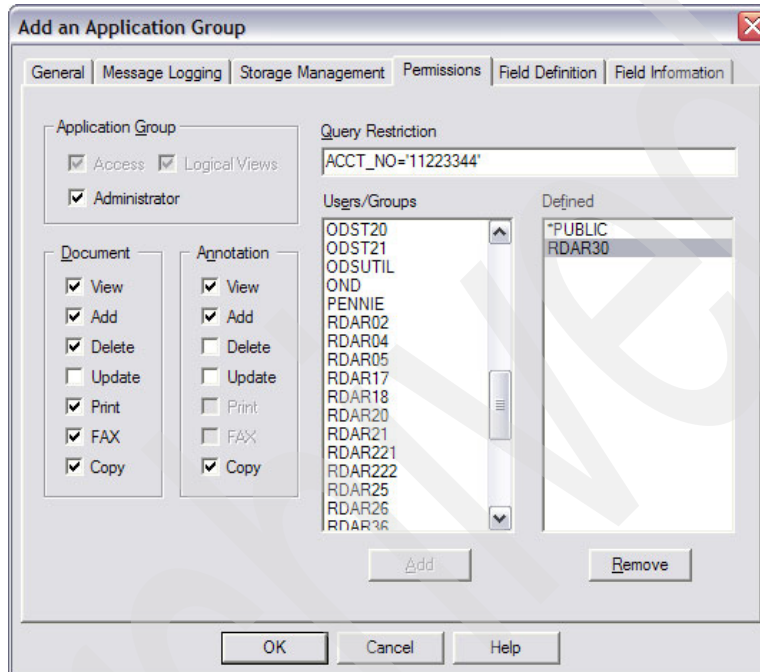 Add an Application Group
General Message Logging Storage Management Permissions Field Definition Field Information
Application Group
Access Logical Views
Administrator
Query Restriction
ACCT_NO='11223344'
Document
View
Add
Delete
Update
Print
FAX
Copy
Annotation
View
Add
Delete
Update
Print
FAX
Copy
Users/Groups
ODST20
ODST21
ODSUTIL
OND
PENNIE
RDAR02
RDAR04
RDAR05
RDAR17
RDAR18
RDAR20
RDAR21
RDAR221
RDAR222
RDAR25
RDAR26
RDAR36
Add
Defined
*PUBLIC
RDAR30
Remove
OK Cancel Help